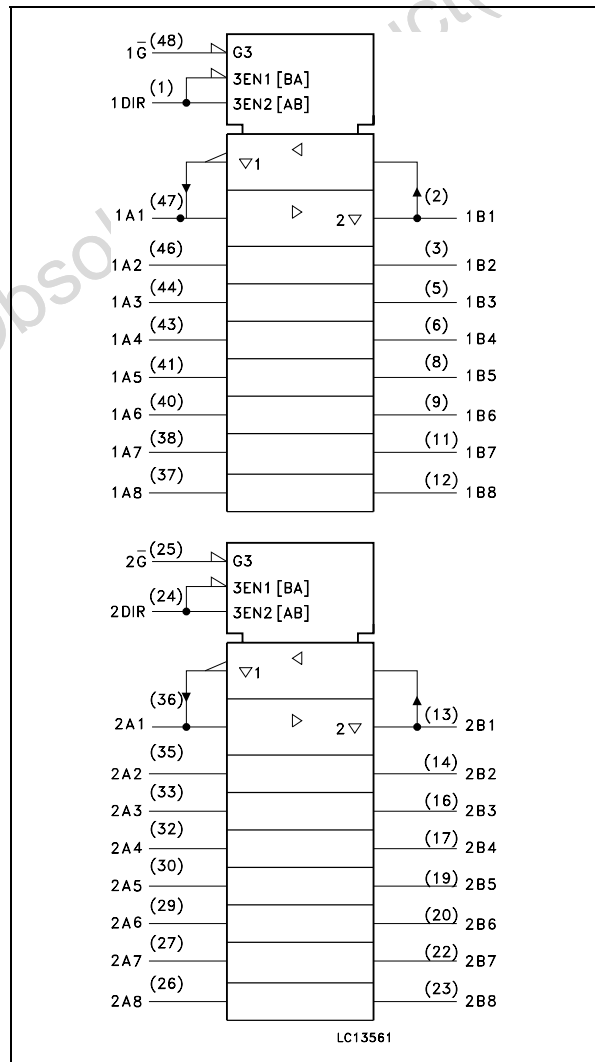 Obsolete Product(
1G̅ (48) G3
3EN1 [BA]
1DIR (1) 3EN2 [AB]
▽1 ◁
1A1 (47) ▷ 2▽ (2) 1B1
1A2 (46) (3) 1B2
1A3 (44) (5) 1B3
1A4 (43) (6) 1B4
1A5 (41) (8) 1B5
1A6 (40) (9) 1B6
1A7 (38) (11) 1B7
1A8 (37) (12) 1B8
2G̅ (25) G3
3EN1 [BA]
2DIR (24) 3EN2 [AB]
▽1 ◁
2A1 (36) ▷ 2▽ (13) 2B1
2A2 (35) (14) 2B2
2A3 (33) (16) 2B3
2A4 (32) (17) 2B4
2A5 (30) (19) 2B5
2A6 (29) (20) 2B6
2A7 (27) (22) 2B7
2A8 (26) (23) 2B8
LC13561